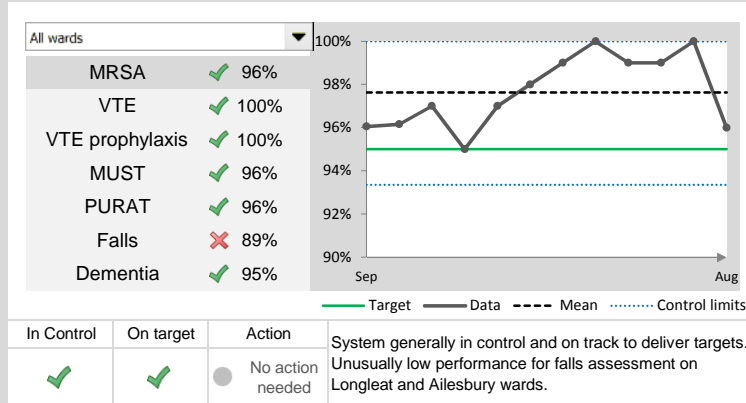 All wards
MRSA 96%
VTE 100%
VTE prophylaxis 100%
MUST 96%
PURAT 96%
Falls 89%
Dementia 95%
100%
98%
96%
94%
92%
90%
Sep Aug
Target Data Mean Control limits
In Control On target Action
No action
needed
System generally in control and on track to deliver targets.
Unusually low performance for falls assessment on
Longleat and Ailesbury wards.